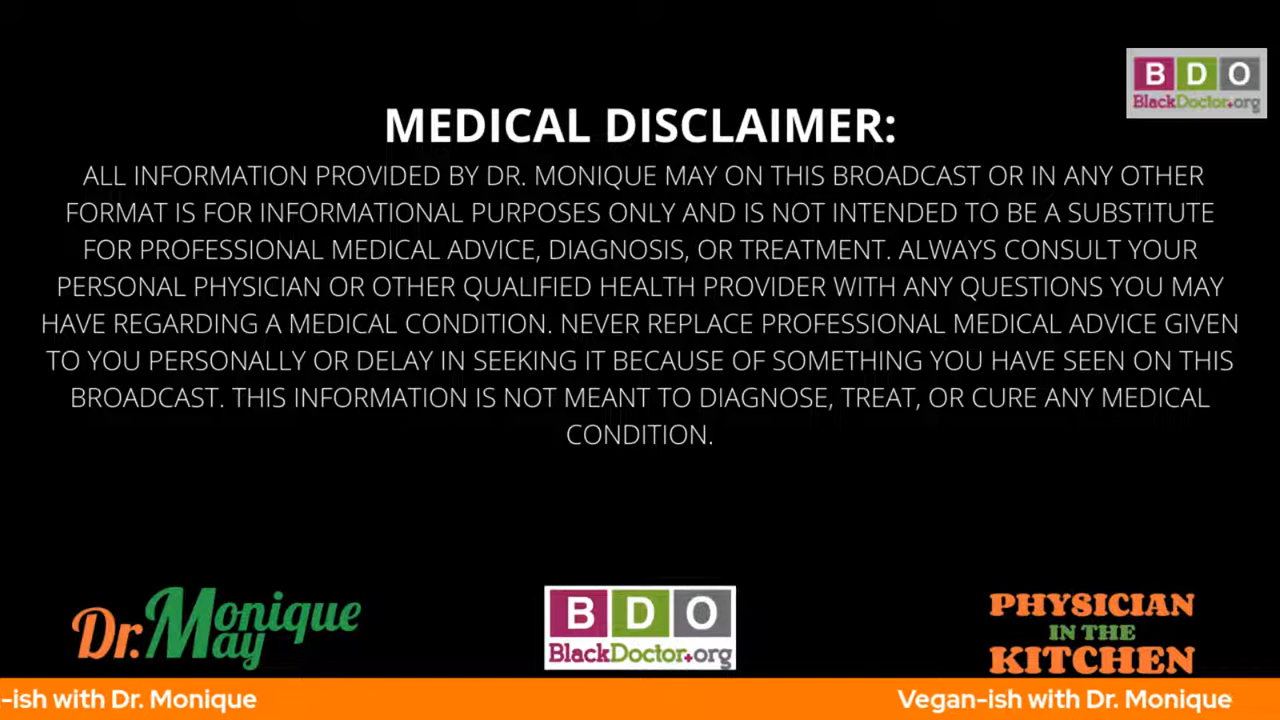 B D O
BlackDoctor.org
MEDICAL DISCLAIMER:
ALL INFORMATION PROVIDED BY DR. MONIQUE MAY ON THIS BROADCAST OR IN ANY OTHER
FORMAT IS FOR INFORMATIONAL PURPOSES ONLY AND IS NOT INTENDED TO BE A SUBSTITUTE
FOR PROFESSIONAL MEDICAL ADVICE, DIAGNOSIS, OR TREATMENT. ALWAYS CONSULT YOUR
PERSONAL PHYSICIAN OR OTHER QUALIFIED HEALTH PROVIDER WITH ANY QUESTIONS YOU MAY
HAVE REGARDING A MEDICAL CONDITION. NEVER REPLACE PROFESSIONAL MEDICAL ADVICE GIVEN
TO YOU PERSONALLY OR DELAY IN SEEKING IT BECAUSE OF SOMETHING YOU HAVE SEEN ON THIS
BROADCAST. THIS INFORMATION IS NOT MEANT TO DIAGNOSE, TREAT, OR CURE ANY MEDICAL
CONDITION.
Dr. Monique
May
B D O
BlackDoctor.org
PHYSICIAN
IN THE
KITCHEN
-ish with Dr. Monique
Vegan-ish with Dr. Monique